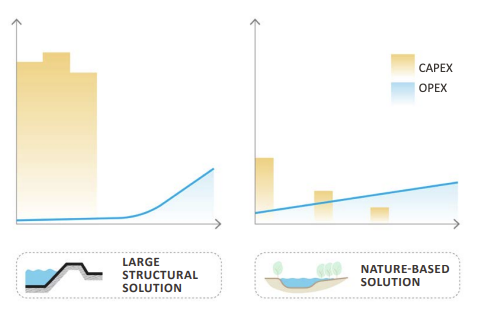 CAPEX
OPEX
LARGE
STRUCTURAL
SOLUTION
NATURE-BASED
SOLUTION